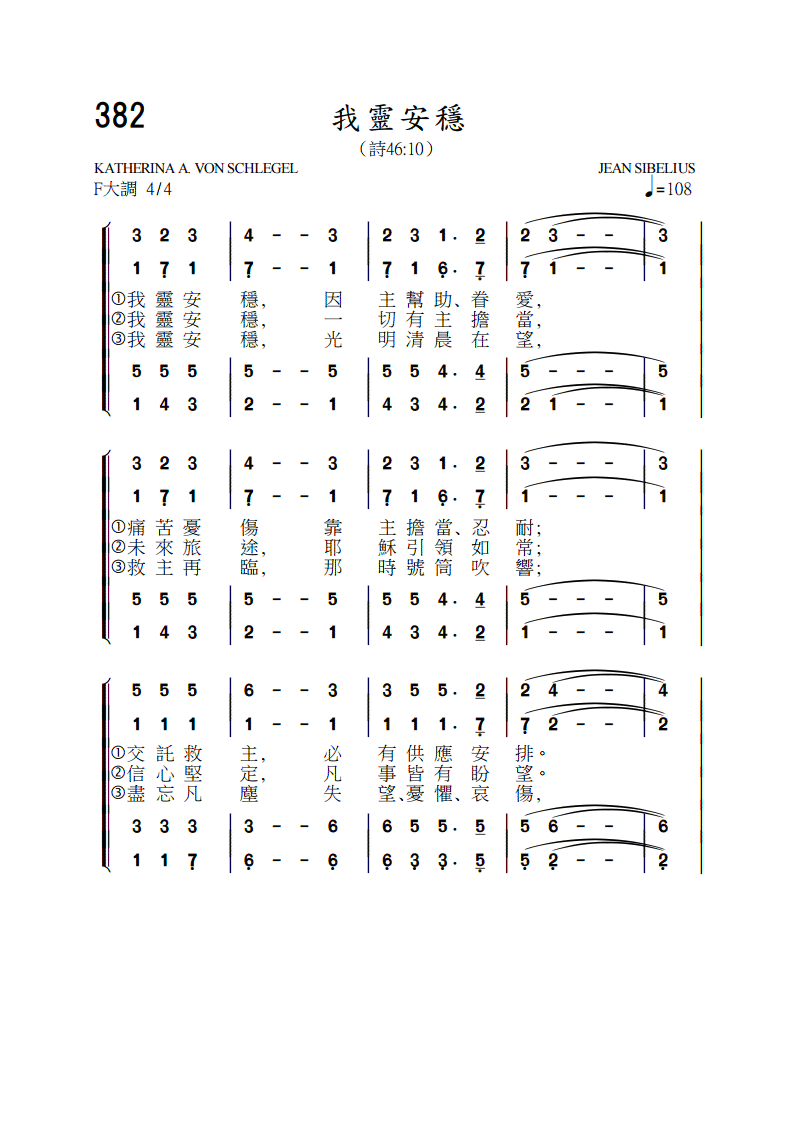 382
我靈安穩
（詩46:10）
KATHERINA A. VON SCHLEGEL JEAN SIBELIUS
F大調 4/4 ♩=108
3 2 3 | 4 - - 3 | 2 3 1. 2 | 2 3 - - | 3
1 7̣ 1 | 7̣ - - 1 | 7̣ 1 6̣. 7̣ | 7̣ 1 - - | 1
①我靈安穩，因主幫助、眷愛，
②我靈安穩，一切有主擔當，
③我靈安穩，光明清晨在望，
5 5 5 | 5 - - 5 | 5 5 4. 4 | 5 - - - | 5
1 4 3 | 2 - - 1 | 4 3 4. 2 | 2 1 - - | 1
3 2 3 | 4 - - 3 | 2 3 1. 2 | 3 - - - | 3
1 7̣ 1 | 7̣ - - 1 | 7̣ 1 6̣. 7̣ | 1 - - - | 1
①痛苦憂傷靠主擔當、忍耐；
②未來旅途，耶穌引領如常；
③救主再臨，那時號筒吹響；
5 5 5 | 5 - - 5 | 5 5 4. 4 | 5 - - - | 5
1 4 3 | 2 - - 1 | 4 3 4. 2 | 1 - - - | 1
5 5 5 | 6 - - 3 | 3 5 5. 2 | 2 4 - - | 4
1 1 1 | 1 - - 1 | 1 1 1. 7̣ | 7̣ 2 - - | 2
①交託救主，必有供應安排。
②信心堅定，凡事皆有盼望。
③盡忘凡塵失望、憂懼、哀傷，
3 3 3 | 3 - - 6 | 6 5 5. 5̣ | 5 6 - - | 6
1 1 7̣ | 6̣ - - 6̣ | 6̣ 3̣ 3̣. 5̣ | 5̣ 2̣ - - | 2̣